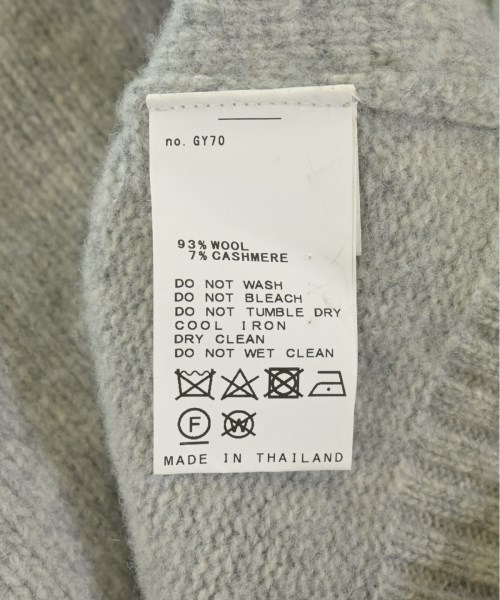 no. GY70
93% WOOL
7% CASHMERE
DO NOT WASH
DO NOT BLEACH
DO NOT TUMBLE DRY
COOL IRON
DRY CLEAN
DO NOT WET CLEAN
F W
MADE IN THAILAND